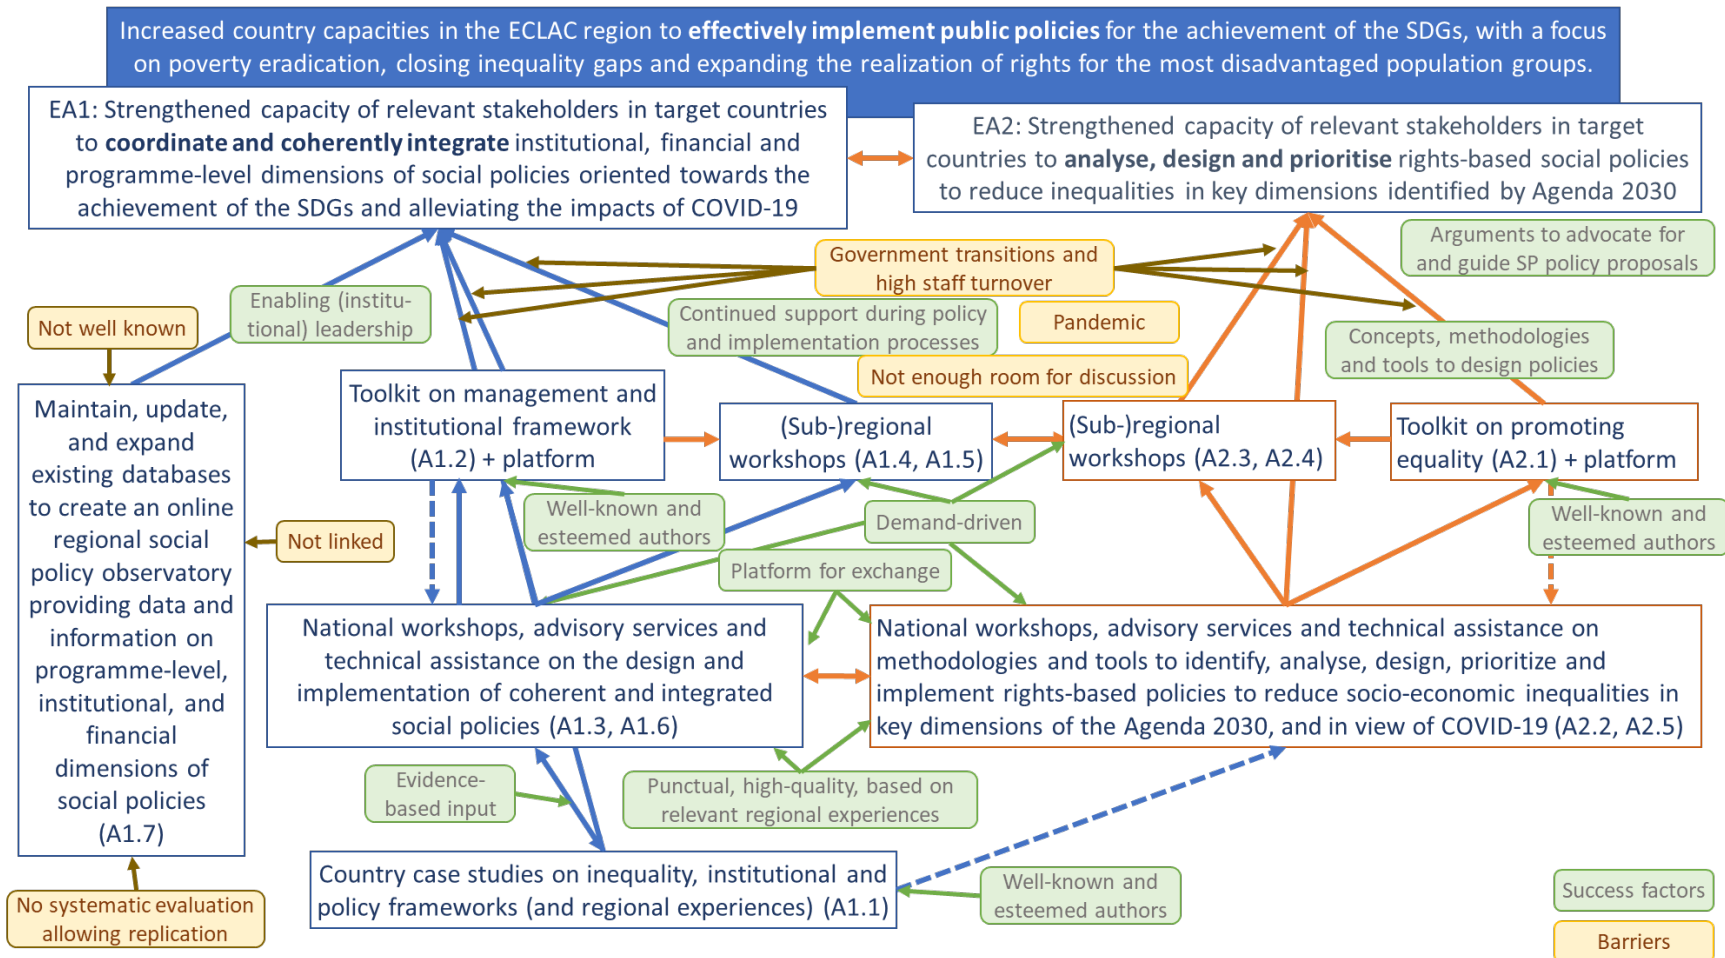 Increased country capacities in the ECLAC region to effectively implement public policies for the achievement of the SDGs, with a focus
on poverty eradication, closing inequality gaps and expanding the realization of rights for the most disadvantaged population groups.
EA1: Strengthened capacity of relevant stakeholders in target countries
to coordinate and coherently integrate institutional, financial and
programme-level dimensions of social policies oriented towards the
achievement of the SDGs and alleviating the impacts of COVID-19
EA2: Strengthened capacity of relevant stakeholders in target
countries to analyse, design and prioritise rights-based social policies
to reduce inequalities in key dimensions identified by Agenda 2030
Government transitions and
high staff turnover
Arguments to advocate for
and guide SP policy proposals
Enabling (institu-
tional) leadership
Not well known
Continued support during policy
and implementation processes
Pandemic
Concepts, methodologies
and tools to design policies
Not enough room for discussion
Maintain, update,
and expand
existing databases
to create an online
regional social
policy observatory
providing data and
information on
programme-level,
institutional, and
financial
dimensions of
social policies
(A1.7)
Toolkit on management and
institutional framework
(A1.2) + platform
(Sub-)regional
workshops (A1.4, A1.5)
(Sub-)regional
workshops (A2.3, A2.4)
Toolkit on promoting
equality (A2.1) + platform
Not linked
Well-known and
esteemed authors
Demand-driven
Well-known and
esteemed authors
Platform for exchange
National workshops, advisory services and
technical assistance on the design and
implementation of coherent and integrated
social policies (A1.3, A1.6)
National workshops, advisory services and technical assistance on
methodologies and tools to identify, analyse, design, prioritize and
implement rights-based policies to reduce socio-economic inequalities in
key dimensions of the Agenda 2030, and in view of COVID-19 (A2.2, A2.5)
Evidence-
based input
Punctual, high-quality, based on
relevant regional experiences
Country case studies on inequality, institutional and
policy frameworks (and regional experiences) (A1.1)
Well-known and
esteemed authors
No systematic evaluation
allowing replication
Success factors
Barriers